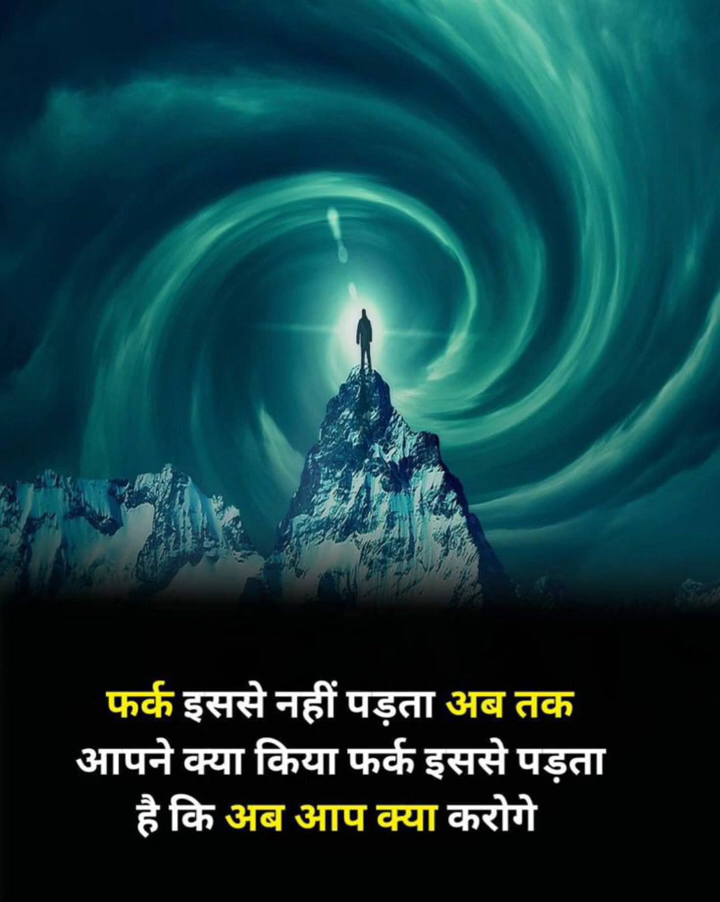 फर्क इससे नहीं पड़ता अब तक
आपने क्या किया फर्क इससे पड़ता
है कि अब आप क्या करोगे